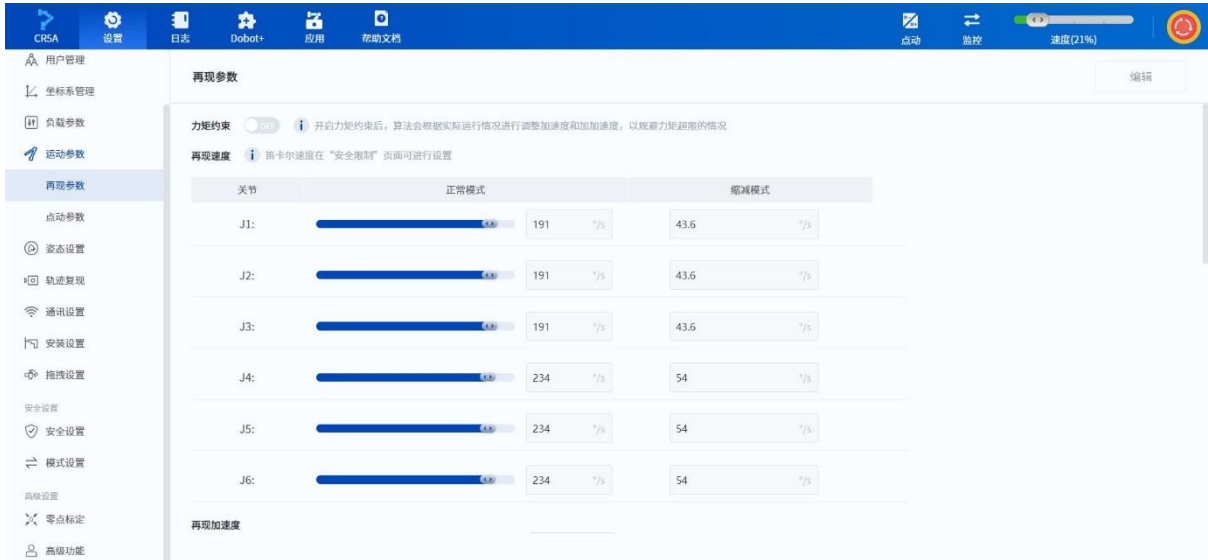 CR5A 设置 日志 Dobot+ 应用 帮助文档 点动 监控 速度(21%)
用户管理
坐标系管理
负载参数
运动参数
再现参数
点动参数
姿态设置
轨迹复现
通讯设置
安装设置
拖拽设置
安全设置
安全设置
模式设置
高级设置
零点标定
高级功能
再现参数 编辑
力矩约束 OFF 开启力矩约束后，算法会根据实际运行情况进行调整加速度和加加速度，以规避力矩超限的情况
再现速度 笛卡尔速度在“安全限制”页面可进行设置
关节 正常模式 缩减模式
J1: 191 °/s 43.6 °/s
J2: 191 °/s 43.6 °/s
J3: 191 °/s 43.6 °/s
J4: 234 °/s 54 °/s
J5: 234 °/s 54 °/s
J6: 234 °/s 54 °/s
再现加速度